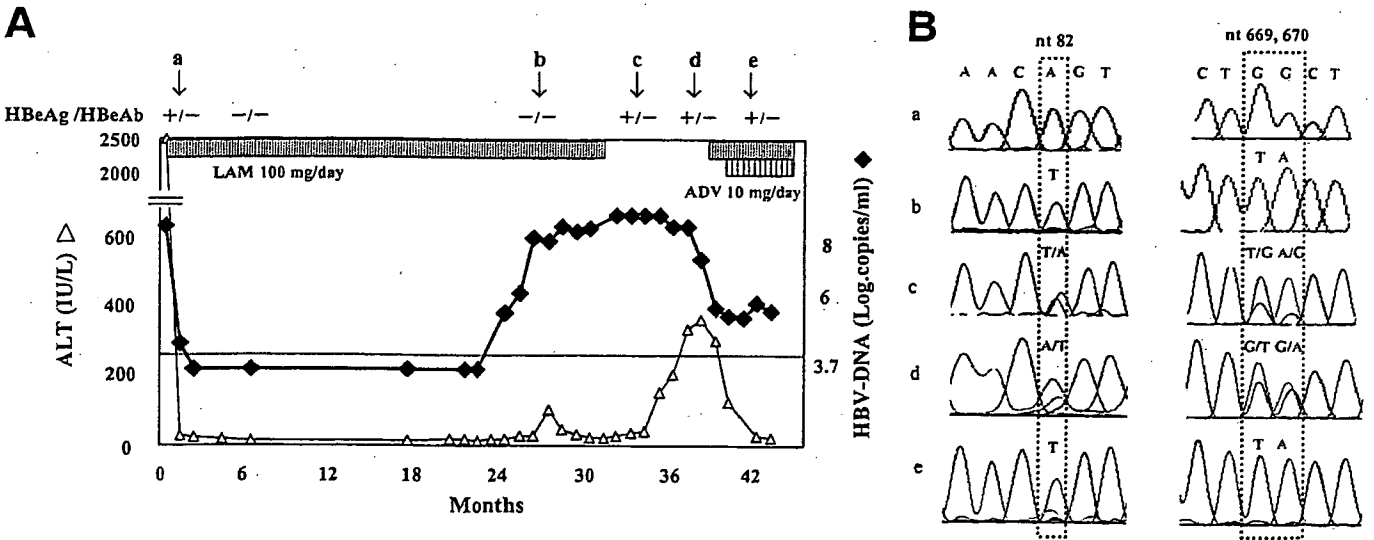 A
a b c d e
HBeAg /HBeAb +/− −/− −/− +/− +/− +/−
2500
2000
LAM 100 mg/day
ADV 10 mg/day
600
400
200
0
ALT (IU/L) △
8
6
3.7
HBV-DNA (Log.copies/ml) ◆
0 6 12 18 24 30 36 42
Months
B
nt 82 nt 669, 670
A A C A G T C T G G C T
a
T T A
b
T/A T/G A/G
c
A/T G/T G/A
d
T T A
e